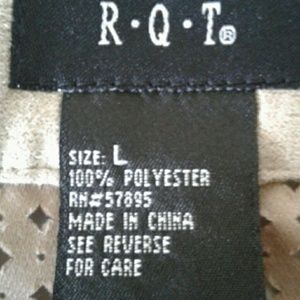 R·Q·T®
SIZE: L
100% POLYESTER
RN#57895
MADE IN CHINA
SEE REVERSE
FOR CARE